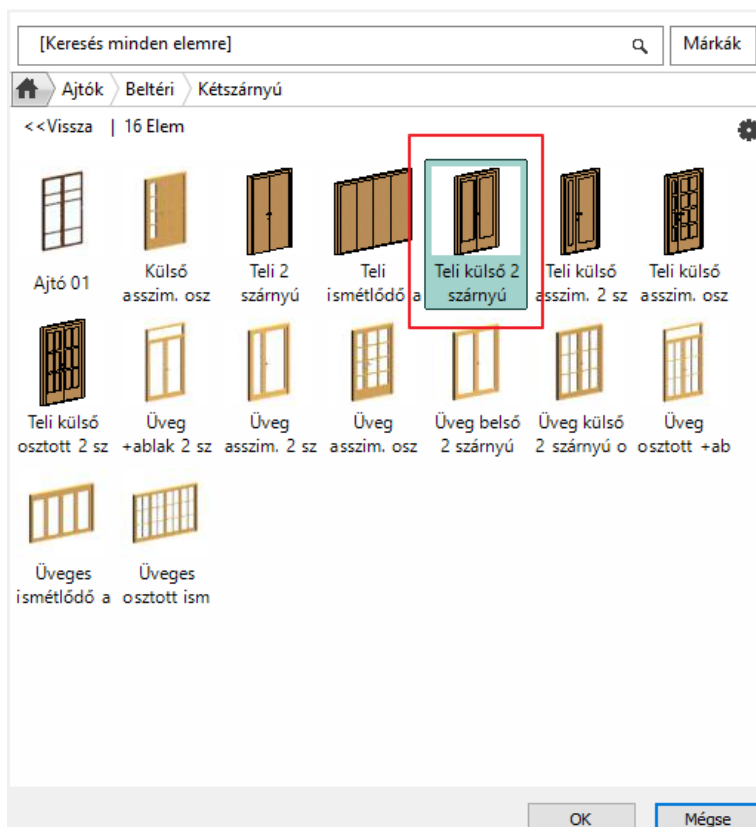 [Keresés minden elemre] Márkák
Ajtók Beltéri Kétszárnyú
<<Vissza | 16 Elem
Ajtó 01
Külső
asszim. osz
Teli 2
szárnyú
Teli
ismétlődő a
Teli külső 2
szárnyú
Teli külső
asszim. 2 sz
Teli külső
asszim. osz
Teli külső
osztott 2 sz
Üveg
+ablak 2 sz
Üveg
asszim. 2 sz
Üveg
asszim. osz
Üveg belső
2 szárnyú
Üveg külső
2 szárnyú o
Üveg
osztott +ab
Üveges
ismétlődő a
Üveges
osztott ism
OK Mégse